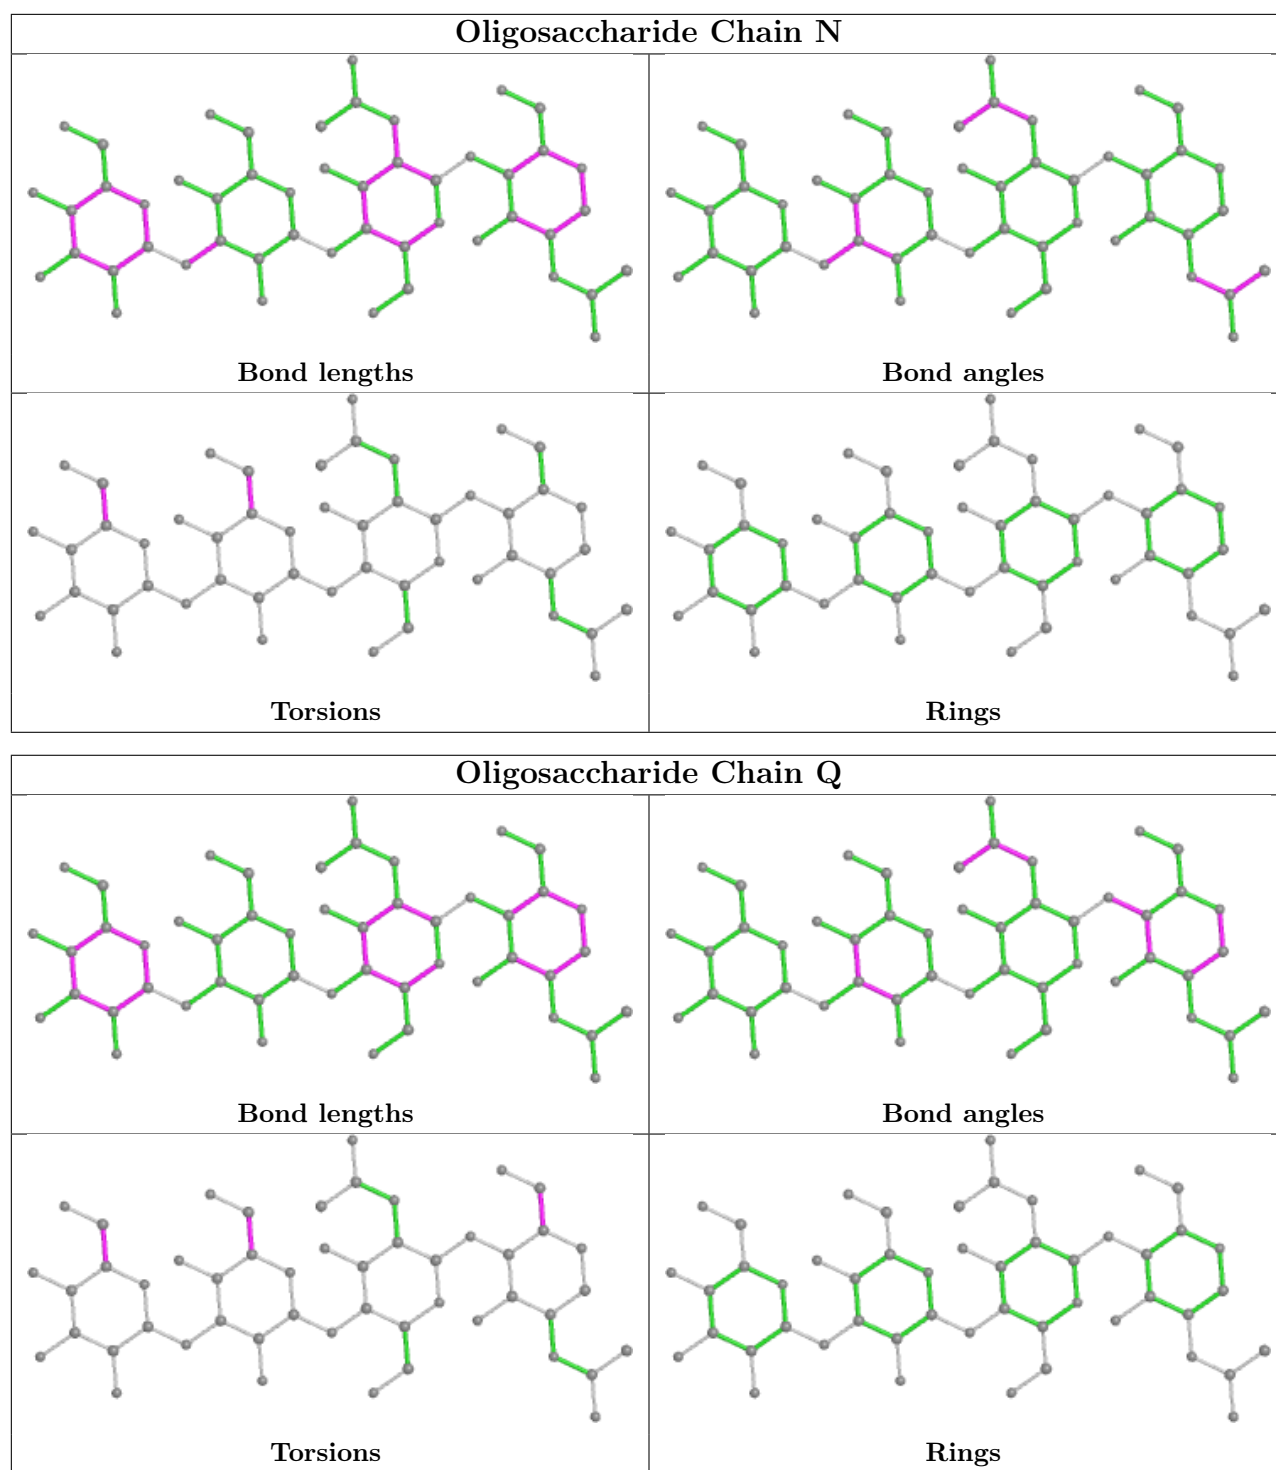 Oligosaccharide Chain N
Bond lengths
Bond angles
Torsions
Rings
Oligosaccharide Chain Q
Bond lengths
Bond angles
Torsions
Rings